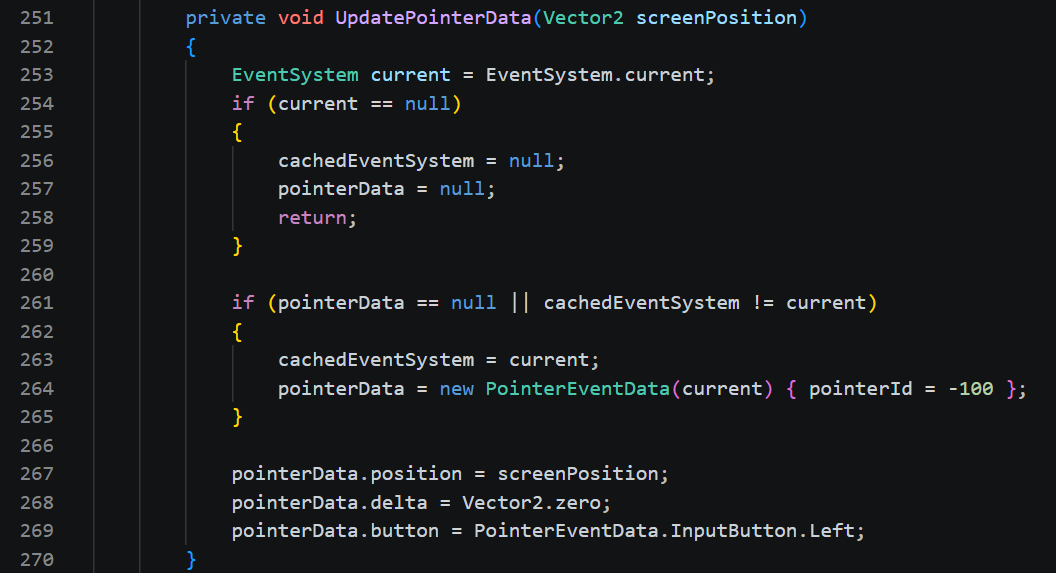 251 private void UpdatePointerData(Vector2 screenPosition)
252 {
253 EventSystem current = EventSystem.current;
254 if (current == null)
255 {
256 cachedEventSystem = null;
257 pointerData = null;
258 return;
259 }
260
261 if (pointerData == null || cachedEventSystem != current)
262 {
263 cachedEventSystem = current;
264 pointerData = new PointerEventData(current) { pointerId = -100 };
265 }
266
267 pointerData.position = screenPosition;
268 pointerData.delta = Vector2.zero;
269 pointerData.button = PointerEventData.InputButton.Left;
270 }